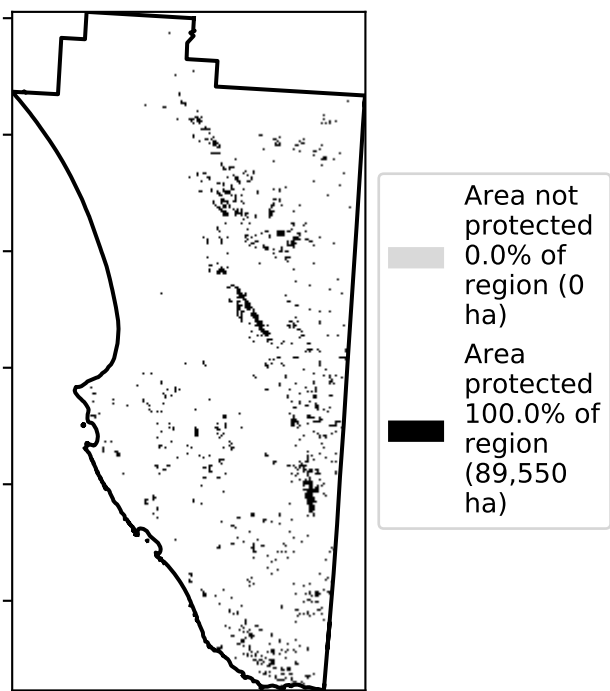 Area not
protected
0.0% of
region (0
ha)
Area
protected
100.0% of
region
(89,550
ha)